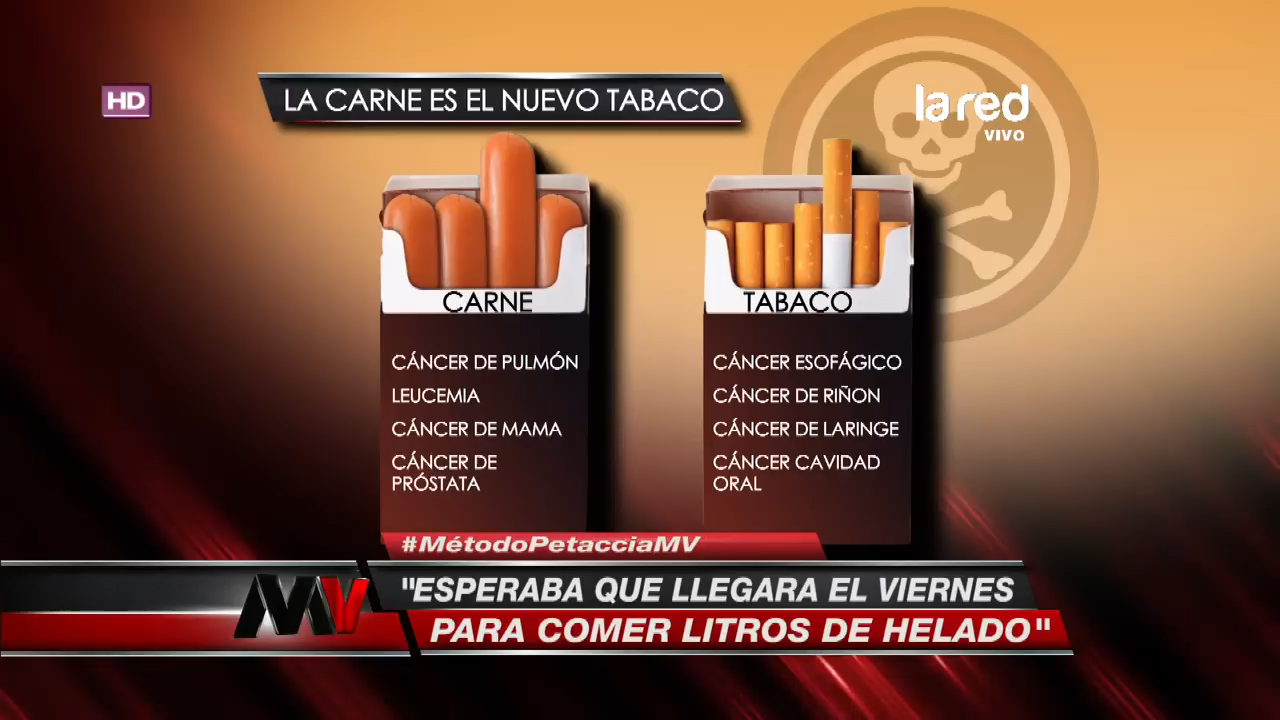 HD
LA CARNE ES EL NUEVO TABACO
la red
VIVO
CARNE
CÁNCER DE PULMÓN
LEUCEMIA
CÁNCER DE MAMA
CÁNCER DE
PRÓSTATA
TABACO
CÁNCER ESOFÁGICO
CÁNCER DE RIÑON
CÁNCER DE LARINGE
CÁNCER CAVIDAD
ORAL
#MétodoPetacciaMV
MV
"ESPERABA QUE LLEGARA EL VIERNES
PARA COMER LITROS DE HELADO"